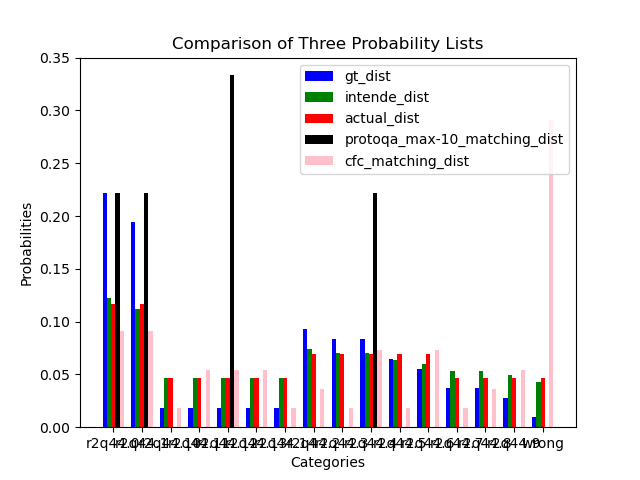 Comparison of Three Probability Lists
gt_dist
intende_dist
actual_dist
protoqa_max-10_matching_dist
cfc_matching_dist
Probabilities
0.35
0.30
0.25
0.20
0.15
0.10
0.05
0.00
wrong
Categories